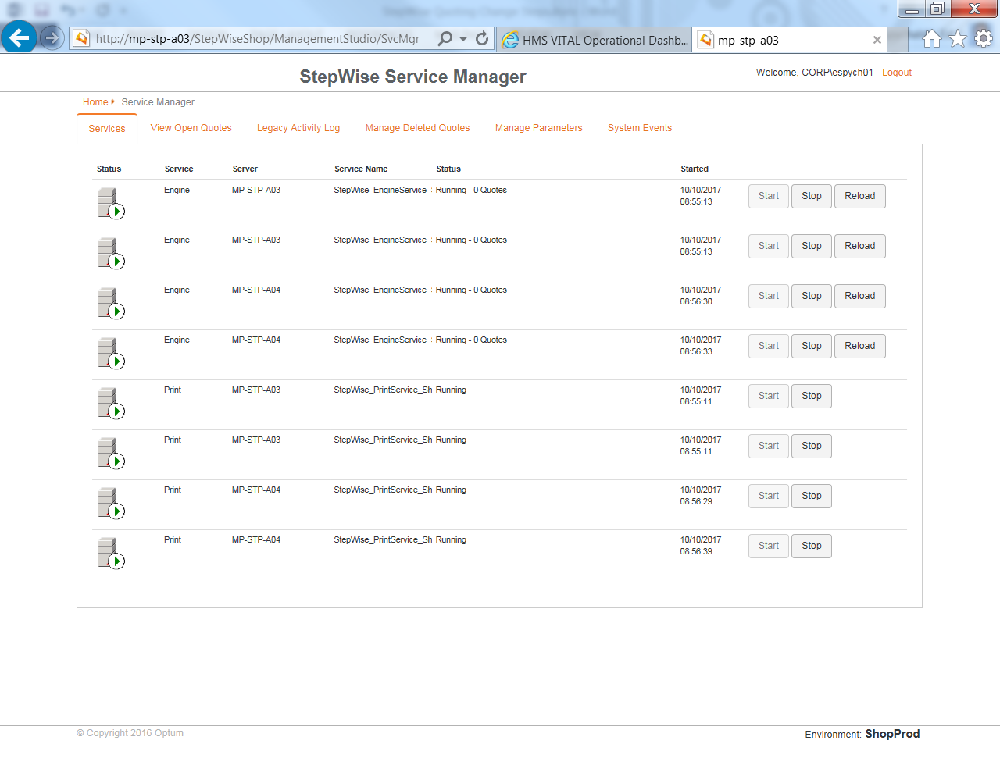 http://mp-stp-a03/StepWiseShop/ManagementStudio/SvcMgr HMS VITAL Operational Dashb... mp-stp-a03
StepWise Service Manager
Welcome, CORP\espych01 - Logout
Home Service Manager
Services View Open Quotes Legacy Activity Log Manage Deleted Quotes Manage Parameters System Events
Status Service Server Service Name Status Started
Engine MP-STP-A03 StepWise_EngineService_ Running - 0 Quotes 10/10/2017 Start Stop Reload
08:55:13
Engine MP-STP-A03 StepWise_EngineService_ Running - 0 Quotes 10/10/2017 Start Stop Reload
08:55:13
Engine MP-STP-A04 StepWise_EngineService_ Running - 0 Quotes 10/10/2017 Start Stop Reload
08:56:30
Engine MP-STP-A04 StepWise_EngineService_ Running - 0 Quotes 10/10/2017 Start Stop Reload
08:56:33
Print MP-STP-A03 StepWise_PrintService_Sh Running 10/10/2017 Start Stop
08:55:11
Print MP-STP-A03 StepWise_PrintService_Sh Running 10/10/2017 Start Stop
08:55:11
Print MP-STP-A04 StepWise_PrintService_Sh Running 10/10/2017 Start Stop
08:56:29
Print MP-STP-A04 StepWise_PrintService_Sh Running 10/10/2017 Start Stop
08:56:39
© Copyright 2016 Optum
Environment: ShopProd